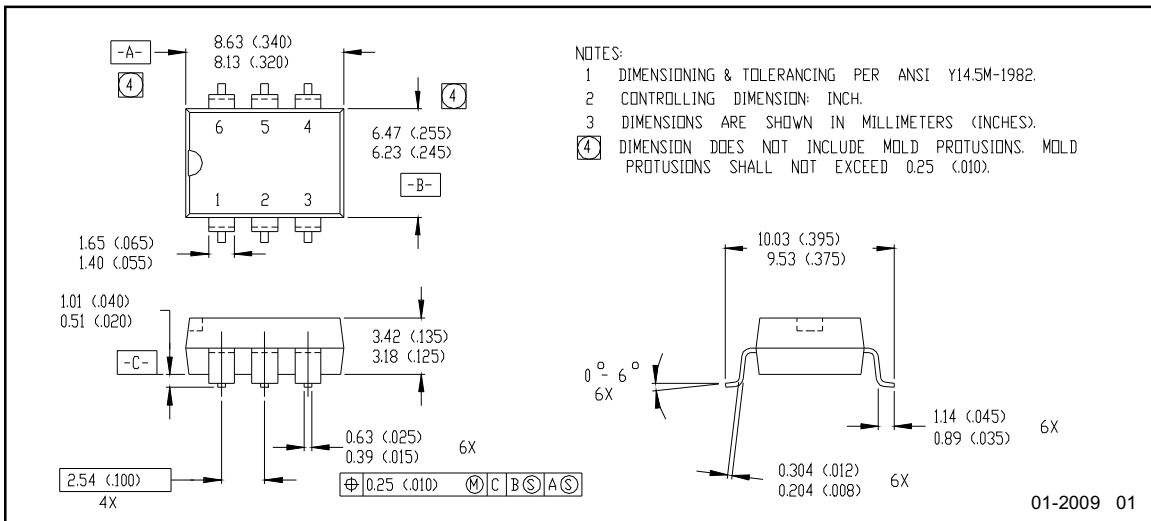 -A-
8.63 (.340)
8.13 (.320)
4
4
6 5 4
6.47 (.255)
6.23 (.245)
-B-
1 2 3
1.65 (.065)
1.40 (.055)
NOTES:
1 DIMENSIONING & TOLERANCING PER ANSI Y14.5M-1982.
2 CONTROLLING DIMENSION: INCH.
3 DIMENSIONS ARE SHOWN IN MILLIMETERS (INCHES).
4 DIMENSION DOES NOT INCLUDE MOLD PROTUSIONS. MOLD
PROTUSIONS SHALL NOT EXCEED 0.25 (.010).
1.01 (.040)
0.51 (.020)
-C-
3.42 (.135)
3.18 (.125)
0.63 (.025)
0.39 (.015)
6X
2.54 (.100)
4X
⌖ 0.25 (.010) Ⓜ C B Ⓢ A Ⓢ
10.03 (.395)
9.53 (.375)
0° - 6°
6X
1.14 (.045)
0.89 (.035)
6X
0.304 (.012)
0.204 (.008)
6X
01-2009 01